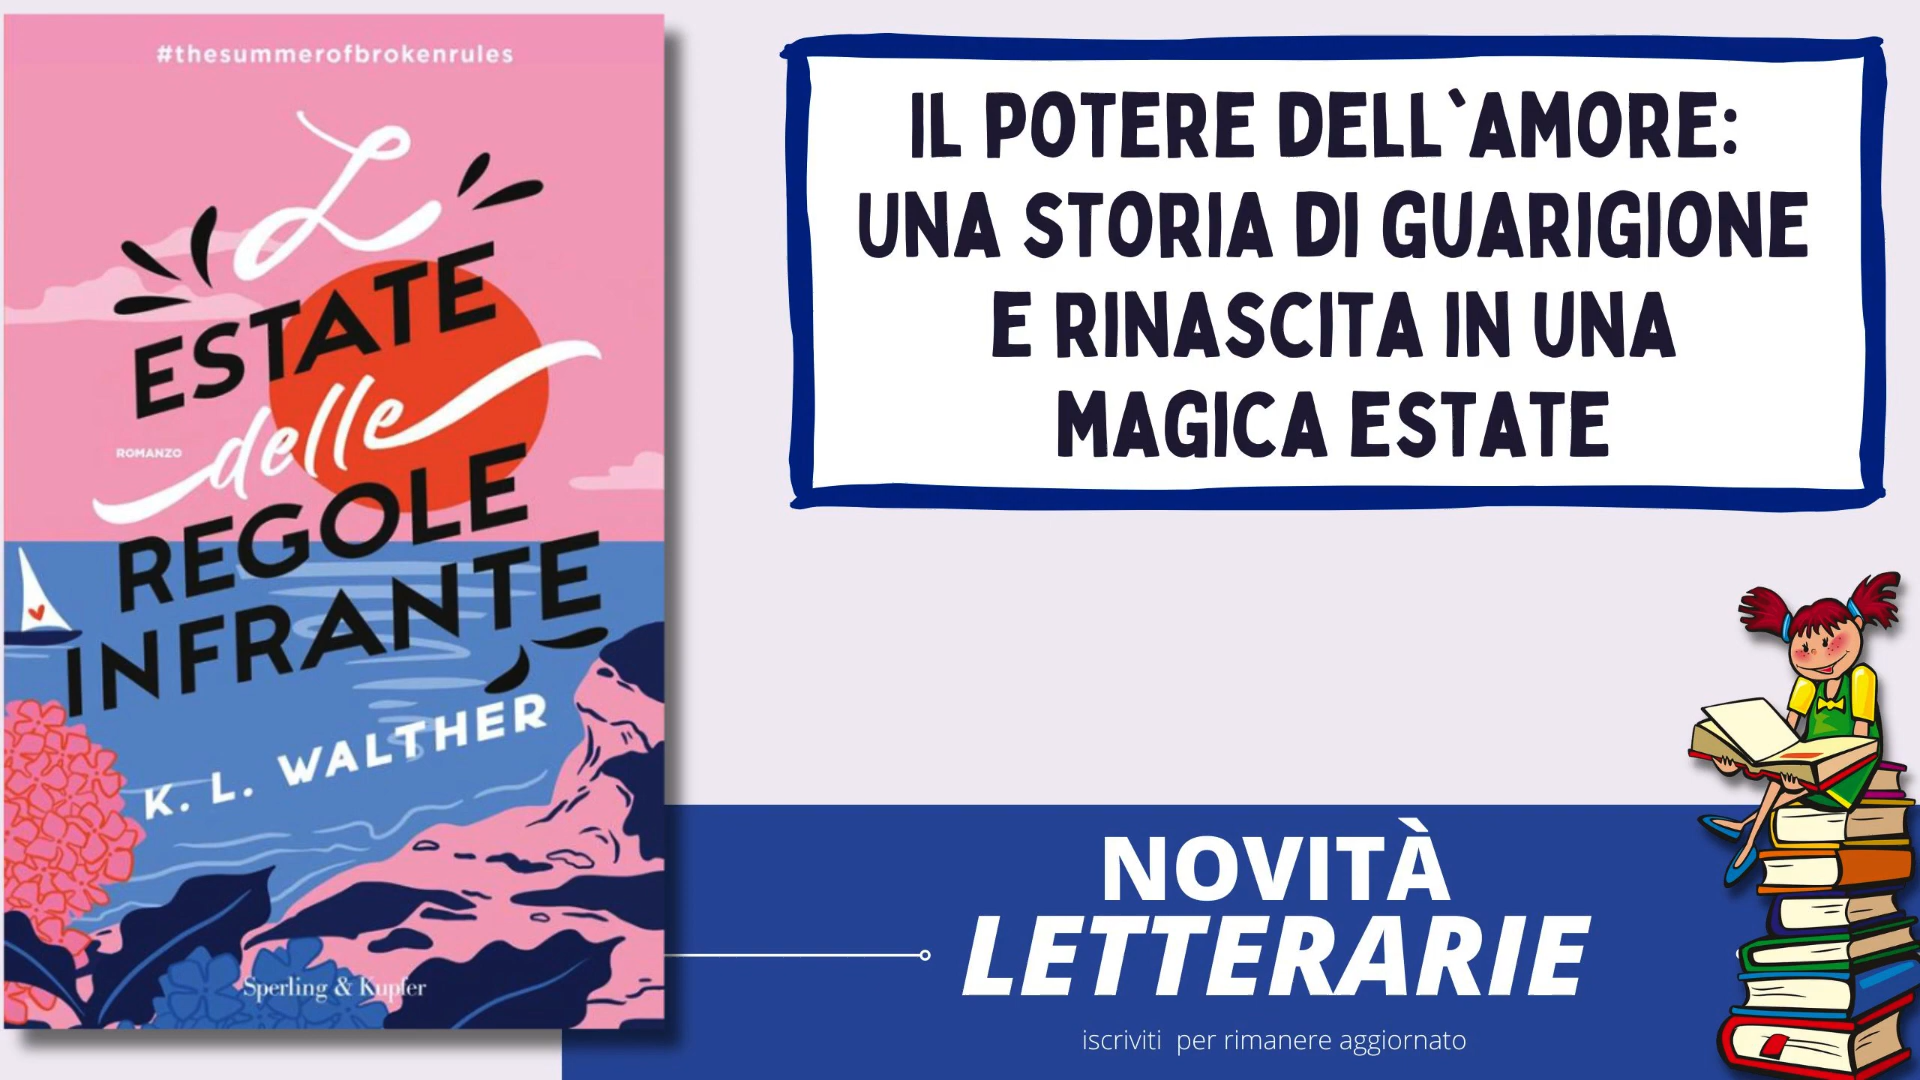 #thesummerofbrokenrules
L
ESTATE
delle
ROMANZO
REGOLE
INFRANTE
K. L. WALTHER
Sperling & Kupfer
IL POTERE DELL`AMORE:
UNA STORIA DI GUARIGIONE
E RINASCITA IN UNA
MAGICA ESTATE
NOVITÀ
LETTERARIE
iscriviti per rimanere aggiornato